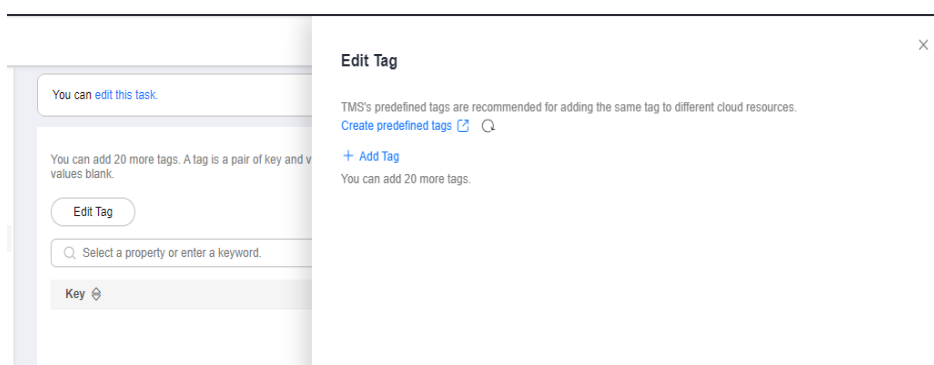 You can edit this task.
You can add 20 more tags. A tag is a pair of key and v
values blank.
Edit Tag
Select a property or enter a keyword.
Key
Edit Tag
TMS's predefined tags are recommended for adding the same tag to different cloud resources.
Create predefined tags
+ Add Tag
You can add 20 more tags.